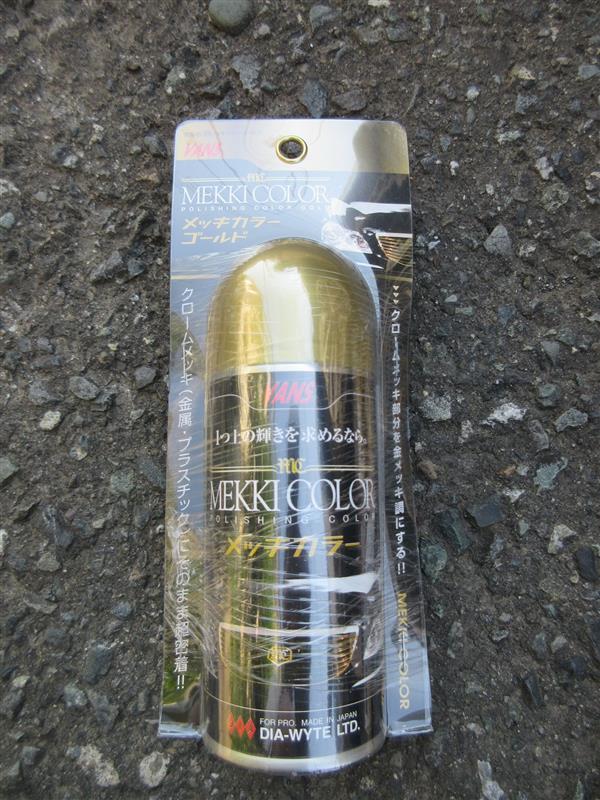 YANS
mc
MEKKI COLOR
POLISHING COLOR GOLD
メッキカラー
ゴールド
クロームメッキ(金属・プラスチック)にそのまま超密着!!
クロームメッキ部分を金メッキ調にする!!
MEKKI COLOR
YANS
1つ上の輝きを求めるなら。
mc
MEKKI COLOR
POLISHING COLOR
メッキカラー
MC
FOR PRO. MADE IN JAPAN
DIA-WYTE LTD.